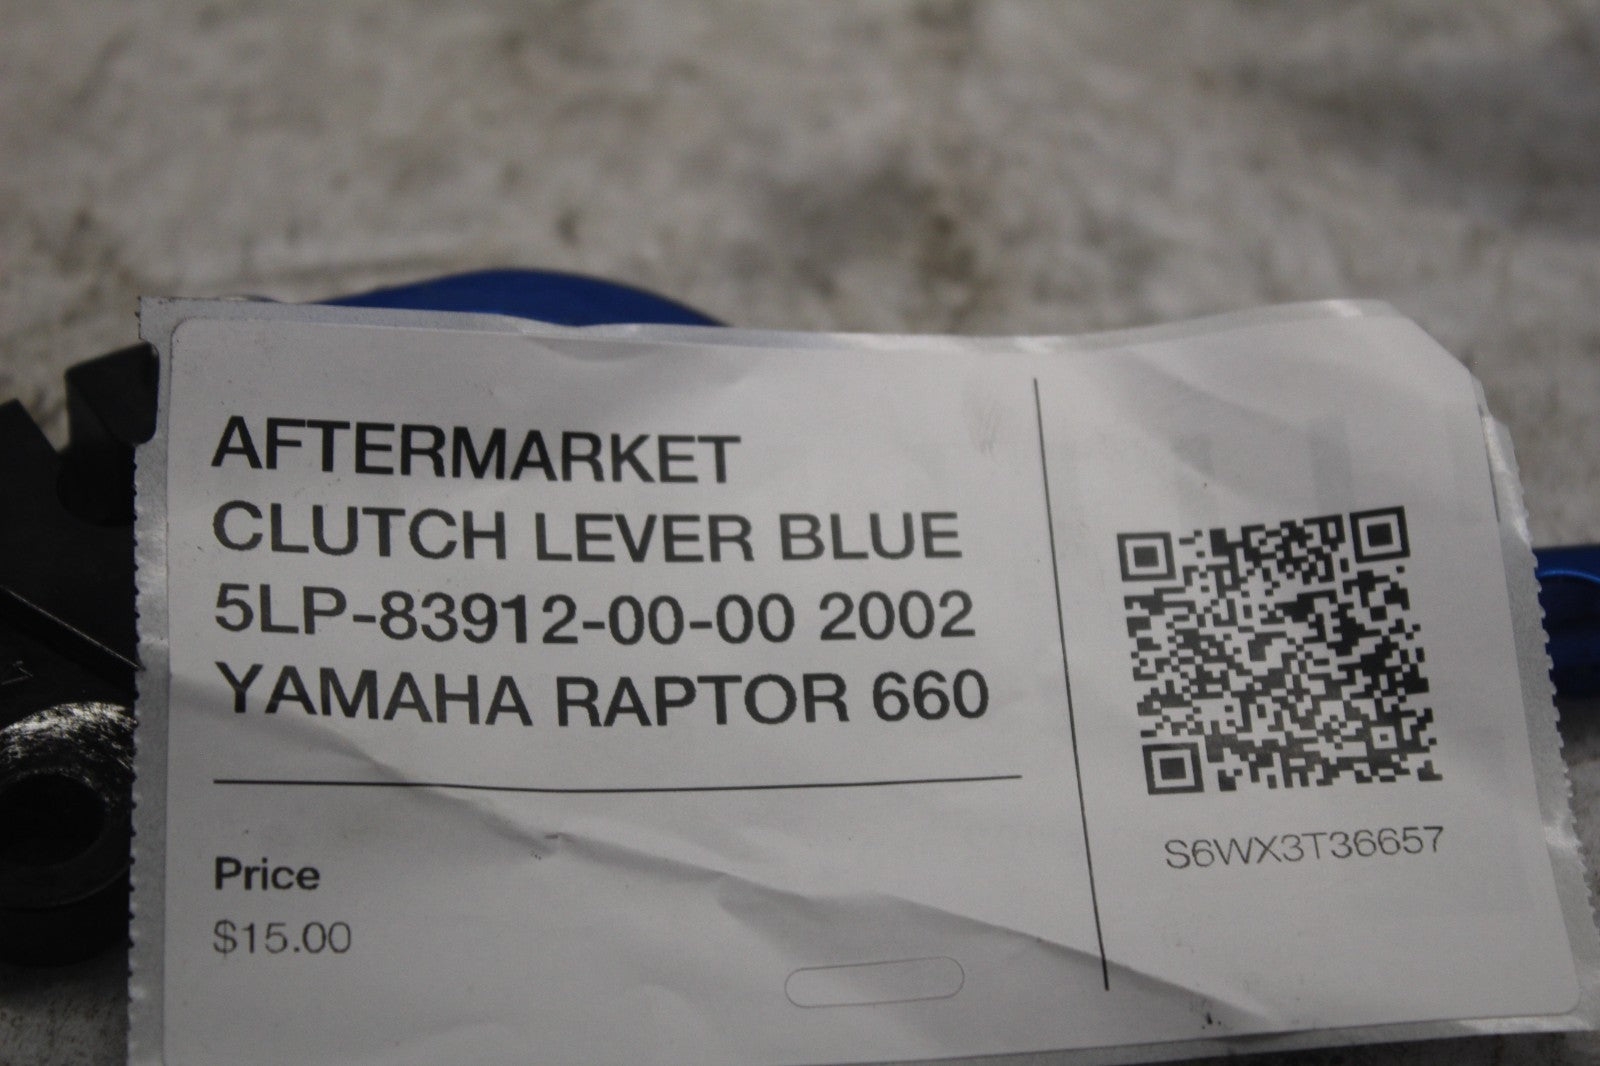 AFTERMARKET
CLUTCH LEVER BLUE
5LP-83912-00-00 2002
YAMAHA RAPTOR 660
Price
$15.00
S6WX3T36657